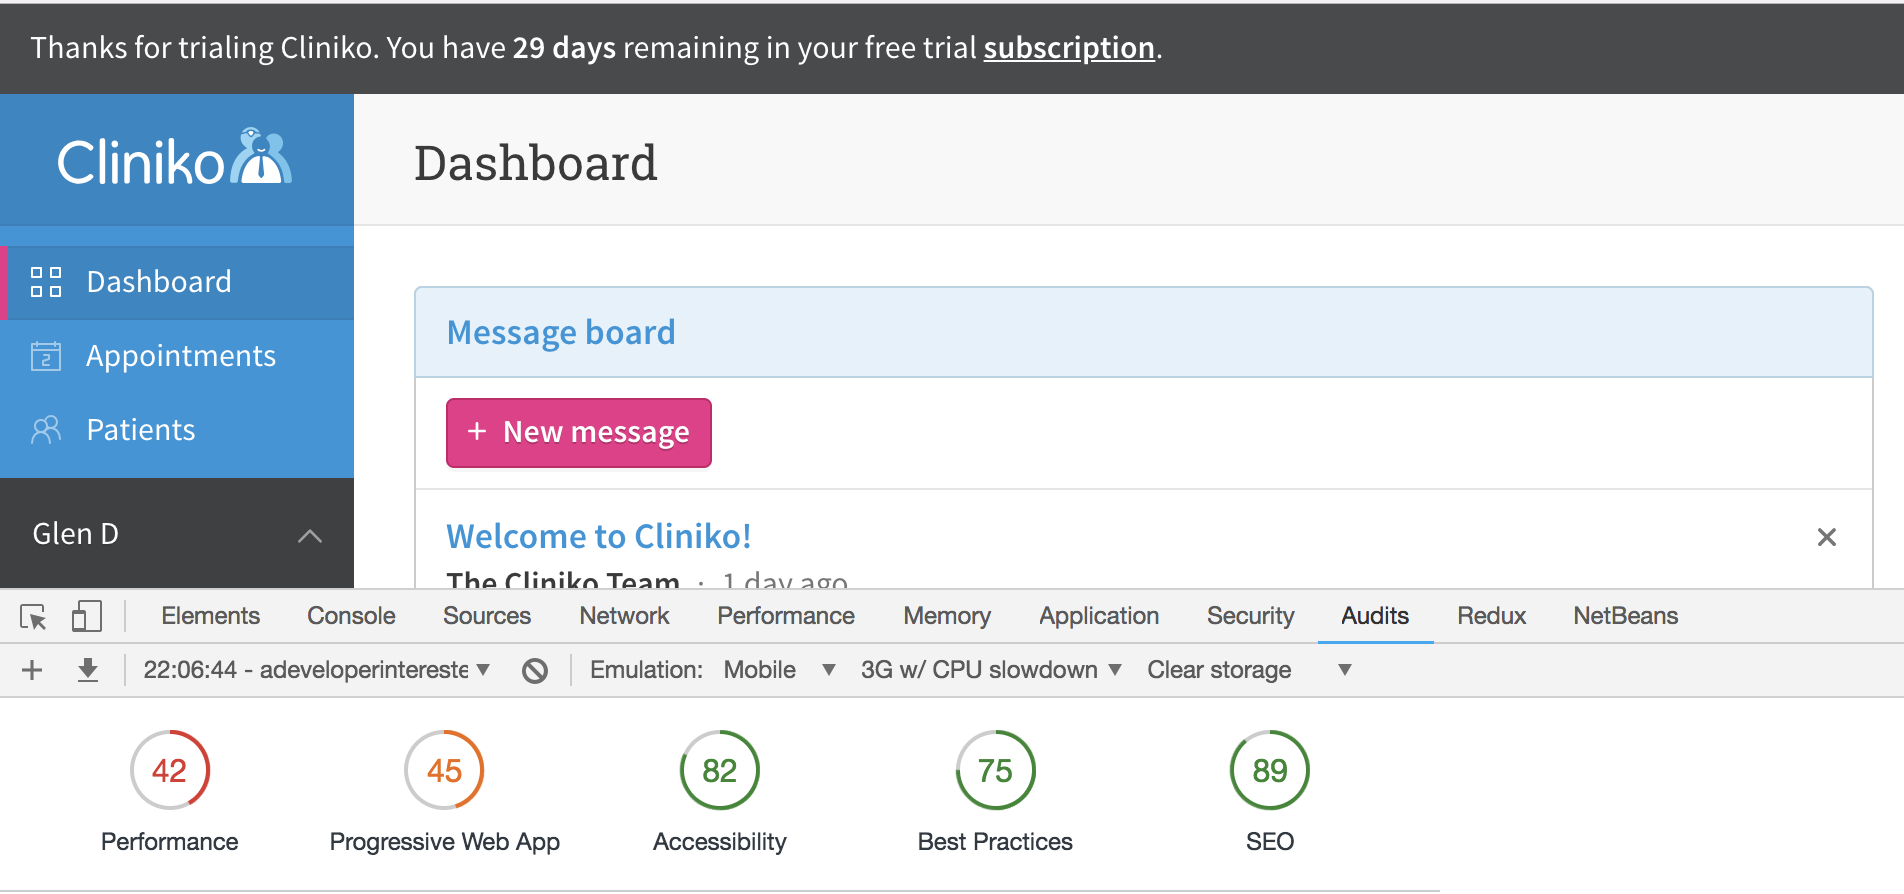 Thanks for trialing Cliniko. You have 29 days remaining in your free trial subscription.
Cliniko
Dashboard
Dashboard
2
Appointments
Patients
Glen D
Message board
+ New message
Welcome to Cliniko!
The Cliniko Team · 1 day ago
Elements Console Sources Network Performance Memory Application Security Audits Redux NetBeans
22:06:44 - adeveloperintereste Emulation: Mobile 3G w/ CPU slowdown Clear storage
42 45 82 75 89
Performance Progressive Web App Accessibility Best Practices SEO